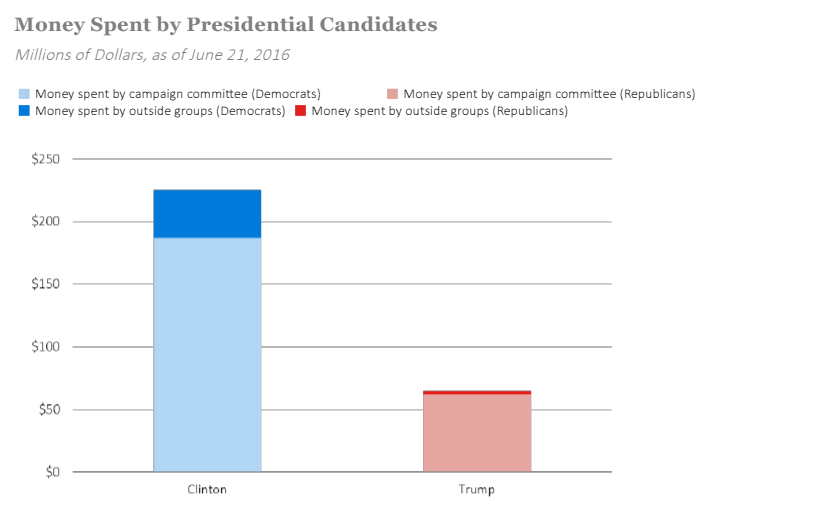 Money Spent by Presidential Candidates
Millions of Dollars, as of June 21, 2016
Money spent by campaign committee (Democrats) Money spent by campaign committee (Republicans)
Money spent by outside groups (Democrats) Money spent by outside groups (Republicans)
$250
$200
$150
$100
$50
$0
Clinton Trump